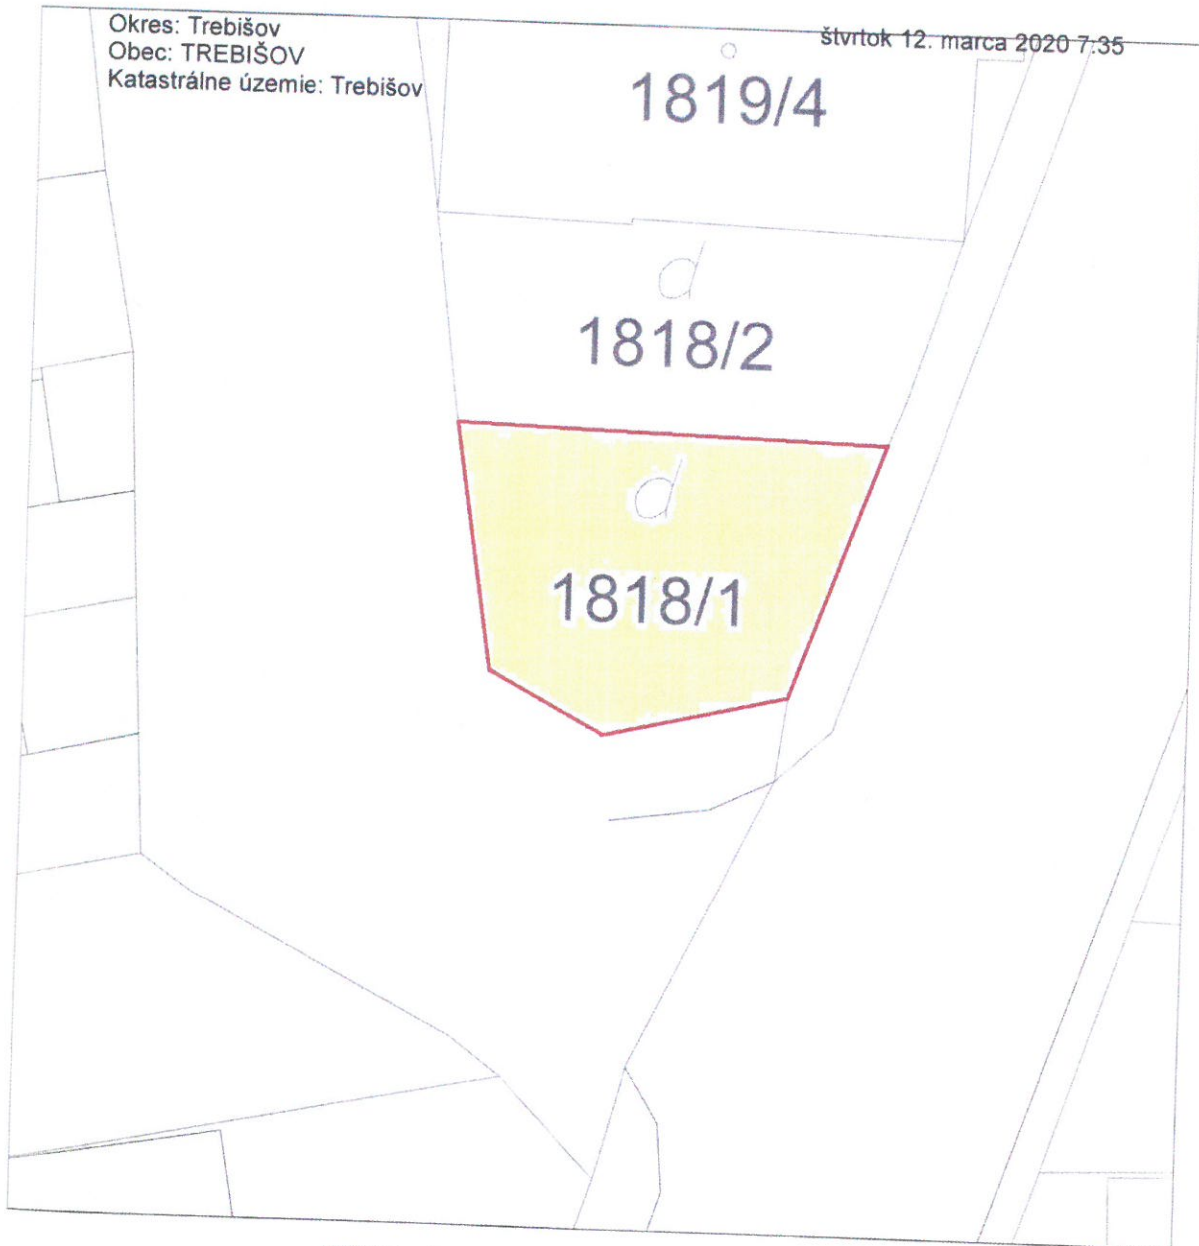 Okres: Trebišov
Obec: TREBIŠOV
Katastrálne územie: Trebišov
štvrtok 12. marca 2020 7:35
1819/4
1818/2
1818/1